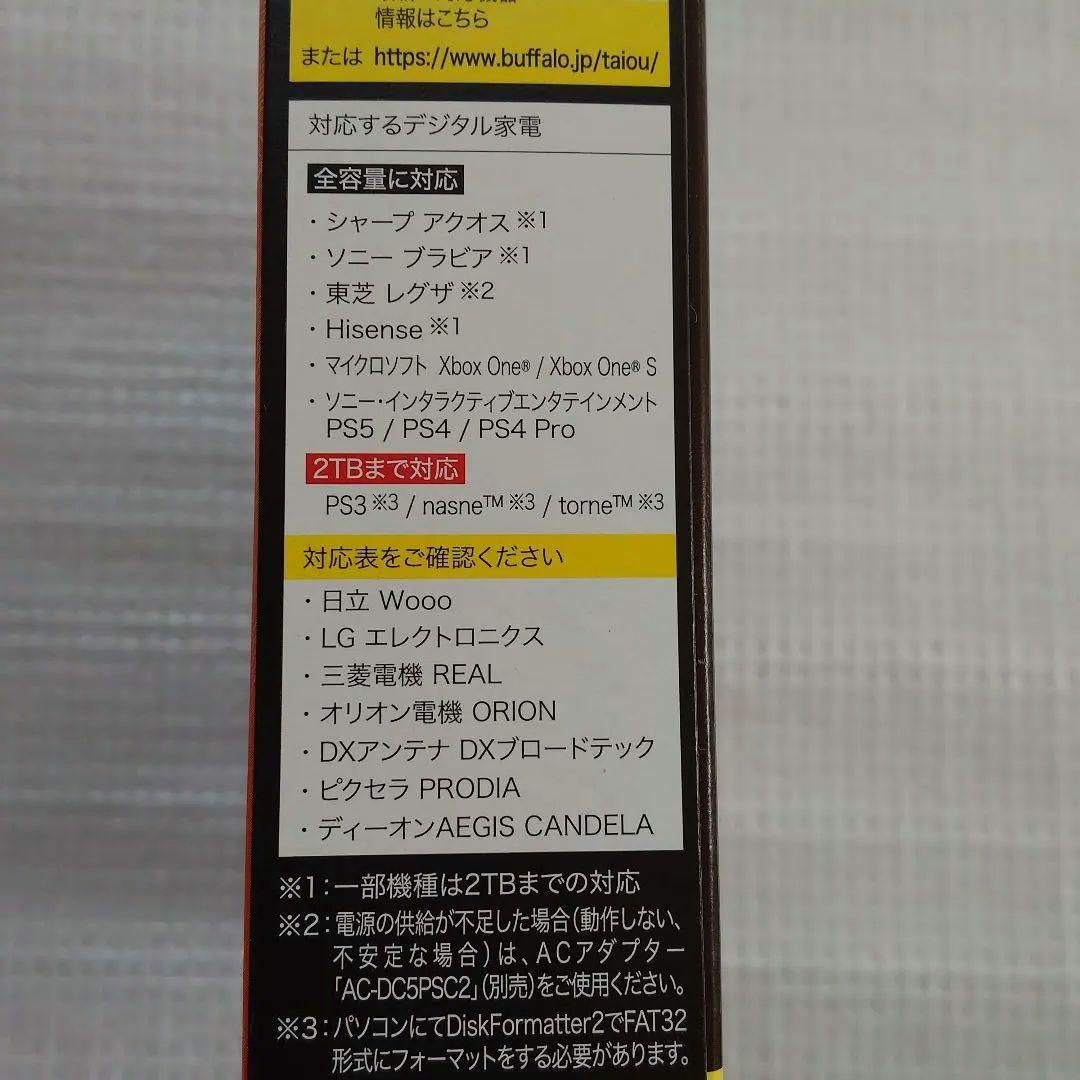 情報はこちら
または https://www.buffalo.jp/taiou/
対応するデジタル家電
全容量に対応
・シャープ アクオス※1
・ソニー ブラビア※1
・東芝 レグザ※2
・Hisense※1
・マイクロソフト Xbox One® / Xbox One® S
・ソニー・インタラクティブエンタテインメント
PS5 / PS4 / PS4 Pro
2TBまで対応
PS3※3 / nasne™※3 / torne™※3
対応表をご確認ください
・日立 Wooo
・LG エレクトロニクス
・三菱電機 REAL
・オリオン電機 ORION
・DXアンテナ DXブロードテック
・ピクセラ PRODIA
・ディーオンAEGIS CANDELA
※1:一部機種は2TBまでの対応
※2:電源の供給が不足した場合(動作しない、
不安定な場合)は、ACアダプター
「AC-DC5PSC2」(別売)をご使用ください。
※3:パソコンにてDiskFormatter2でFAT32
形式にフォーマットをする必要があります。